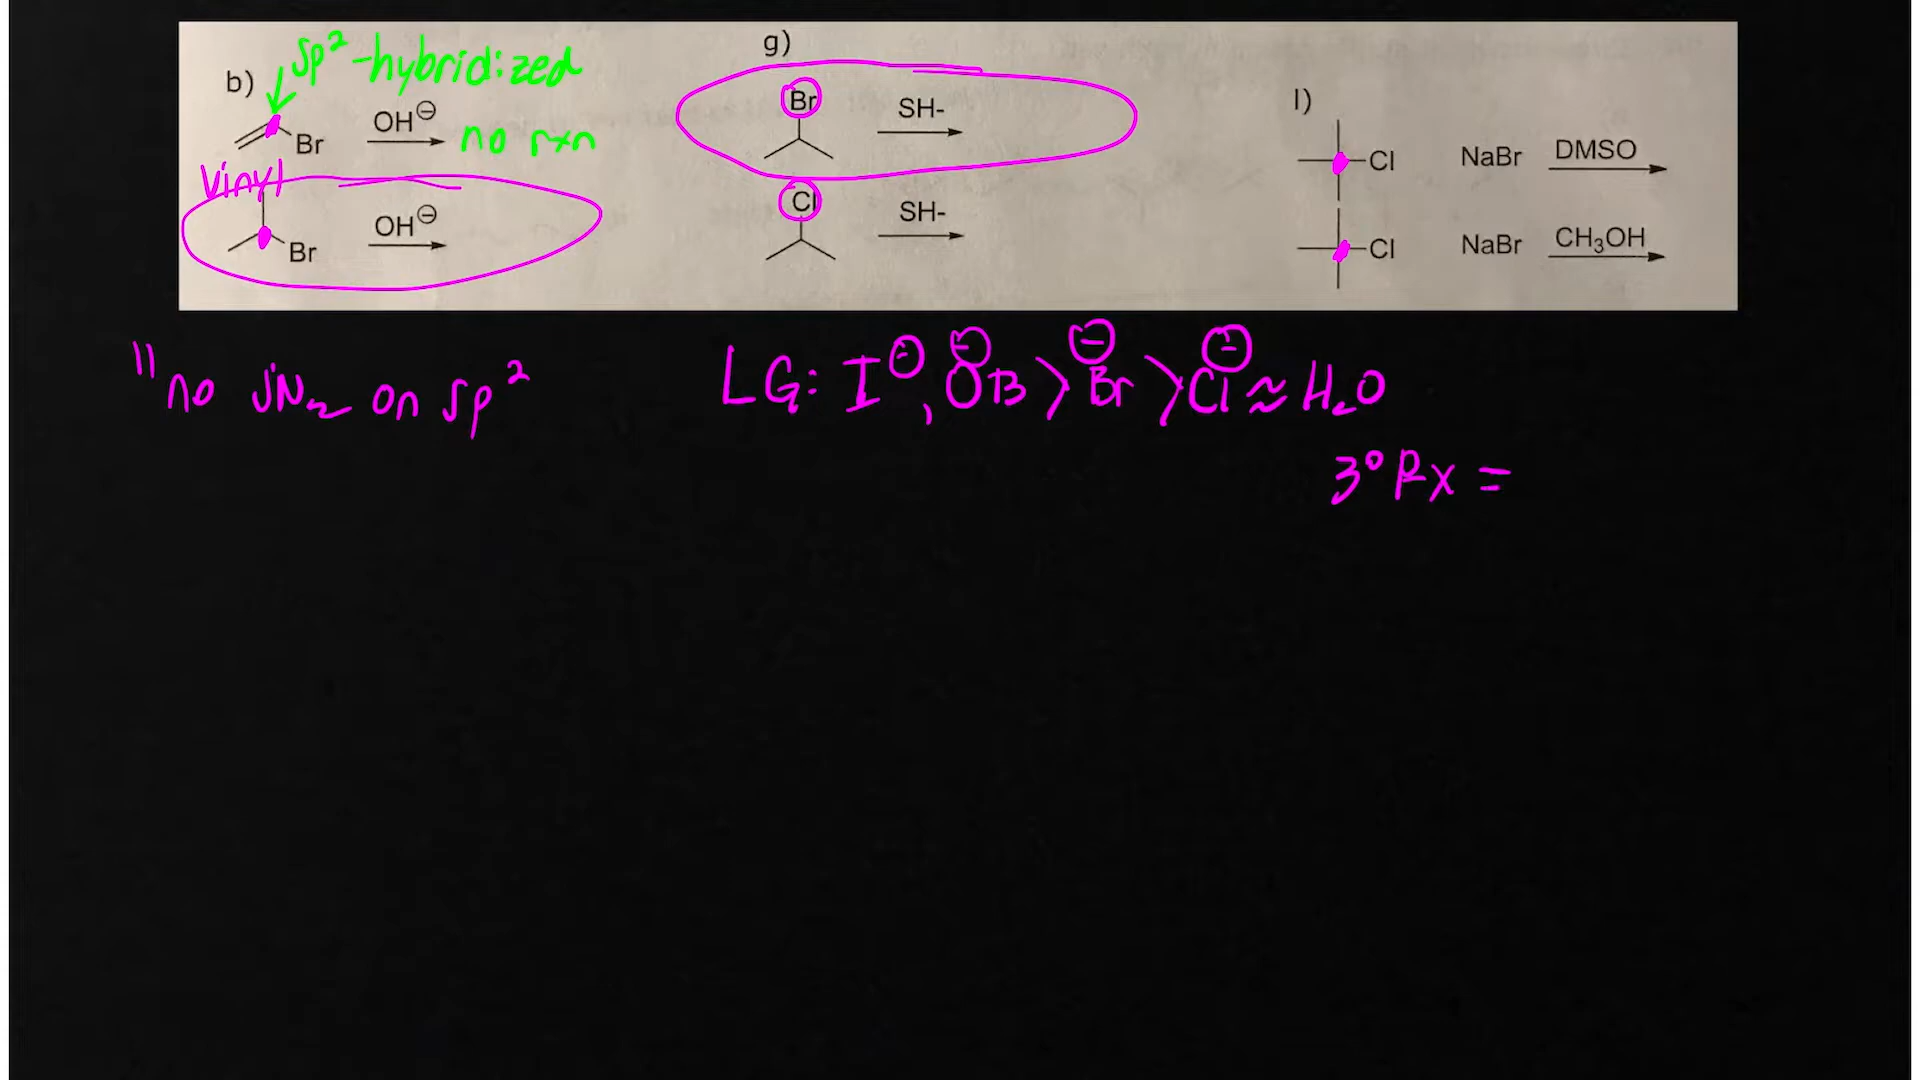 b)
sp² -hybridized
OH⊖
Br
no rxn
Vinyl
OH⊖
Br
g)
Br
SH-
Cl
SH-
l)
Cl NaBr DMSO
Cl NaBr CH₃OH
"no SN₂ on sp²
LG: I⊖, ⊖OTs > Br⊖ > Cl⊖ ≈ H₂O
3° RX =